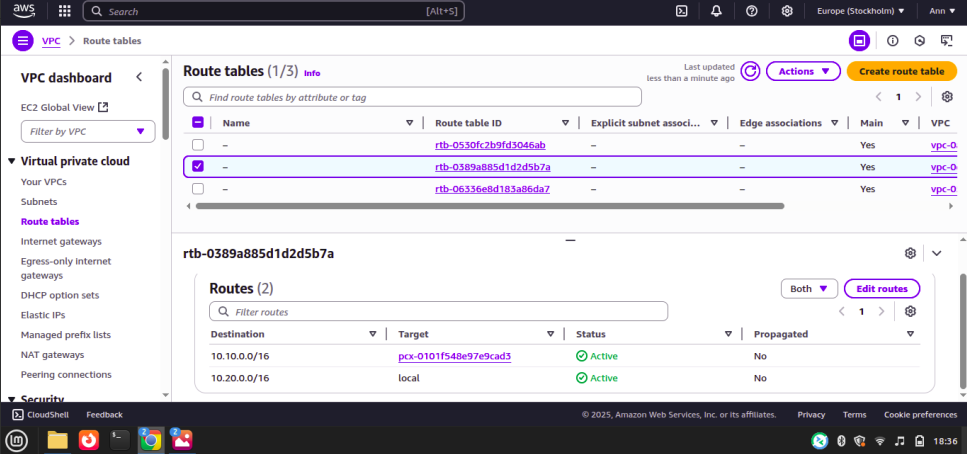 aws
Search [Alt+S] Europe (Stockholm) Ann
VPC > Route tables
VPC dashboard
EC2 Global View
Filter by VPC
Virtual private cloud
Your VPCs
Subnets
Route tables
Internet gateways
Egress-only internet
gateways
DHCP option sets
Elastic IPs
Managed prefix lists
NAT gateways
Peering connections
Security
Route tables (1/3) Info
Last updated
less than a minute ago
Actions
Create route table
Find route tables by attribute or tag
1
Name Route table ID Explicit subnet associ... Edge associations Main VPC
– rtb-0530fc2b9fd3046ab – – Yes vpc-0
– rtb-0389a885d1d2d5b7a – – Yes vpc-0
– rtb-06336e8d183a86da7 – – Yes vpc-0
rtb-0389a885d1d2d5b7a
Routes (2)
Both
Edit routes
Filter routes
1
Destination Target Status Propagated
10.10.0.0/16 pcx-0101f548e97e9cad3 Active No
10.20.0.0/16 local Active No
CloudShell Feedback © 2025, Amazon Web Services, Inc. or its affiliates. Privacy Terms Cookie preferences
2 2 18:36